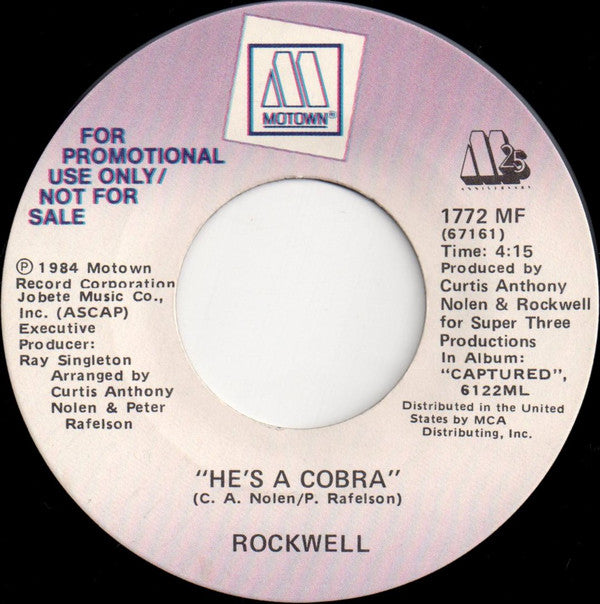 MOTOWN®
FOR
PROMOTIONAL
USE ONLY/
NOT FOR
SALE
M25
ANNIVERSARY
℗ 1984 Motown
Record Corporation
Jobete Music Co.,
Inc. (ASCAP)
Executive
Producer:
Ray Singleton
Arranged by
Curtis Anthony
Nolen & Peter
Rafelson
1772 MF
(67161)
Time: 4:15
Produced by
Curtis Anthony
Nolen & Rockwell
for Super Three
Productions
In Album:
"CAPTURED",
6122ML
Distributed in the United
States by MCA
Distributing, Inc.
"HE'S A COBRA"
(C. A. Nolen/P. Rafelson)
ROCKWELL